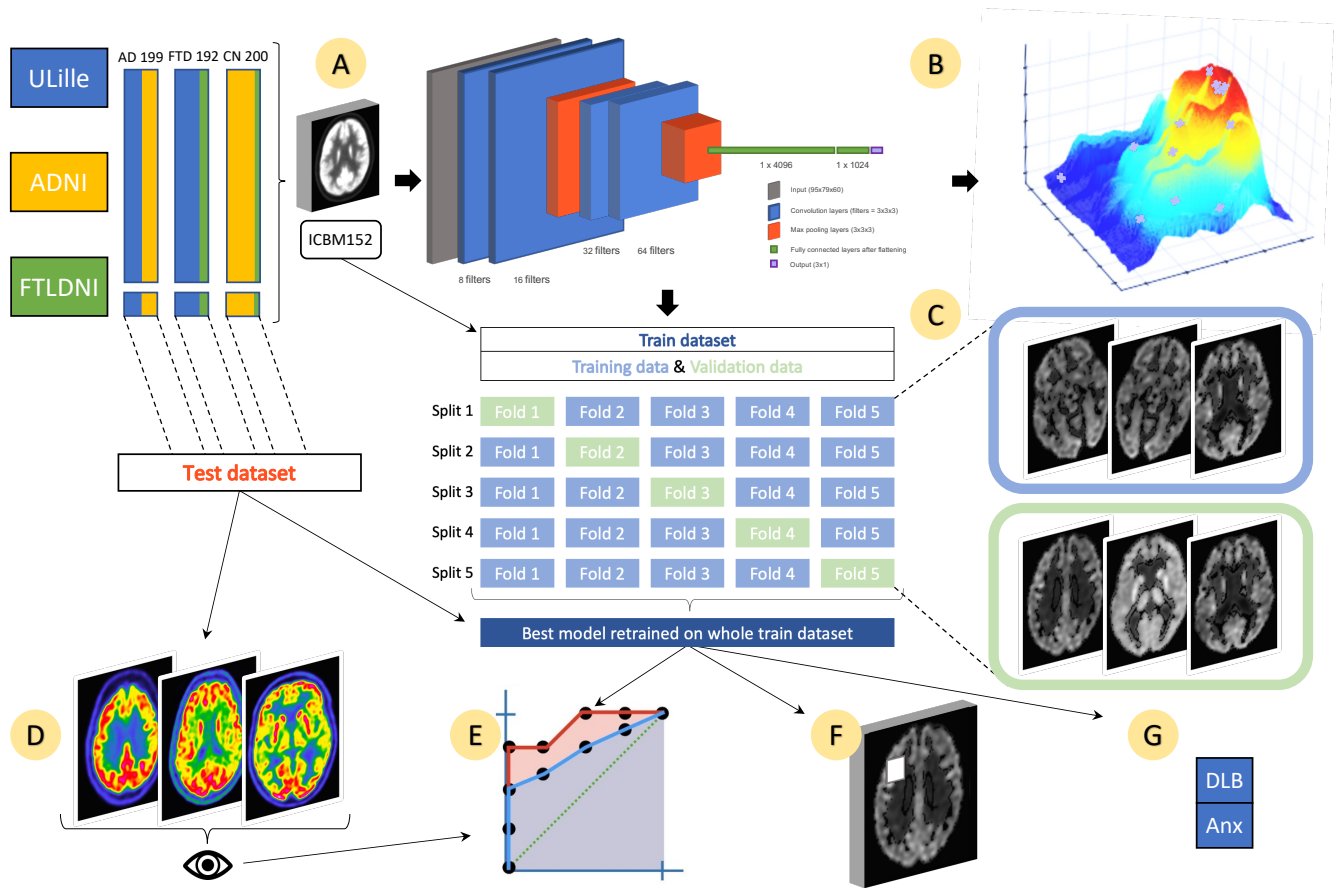 ULille
ADNI
FTLDNI
AD 199
FTD 192
CN 200
A
ICBM152
8 filters
16 filters
32 filters
64 filters
1 x 4096
1 x 1024
Input (95x79x60)
Convolution layers (filters = 3x3x3)
Max pooling layers (3x3x3)
Fully connected layers after flattening
Output (3x1)
B
C
Train dataset
Training data & Validation data
Split 1 Fold 1 Fold 2 Fold 3 Fold 4 Fold 5
Split 2 Fold 1 Fold 2 Fold 3 Fold 4 Fold 5
Split 3 Fold 1 Fold 2 Fold 3 Fold 4 Fold 5
Split 4 Fold 1 Fold 2 Fold 3 Fold 4 Fold 5
Split 5 Fold 1 Fold 2 Fold 3 Fold 4 Fold 5
Test dataset
Best model retrained on whole train dataset
D
E
F
G
DLB
Anx